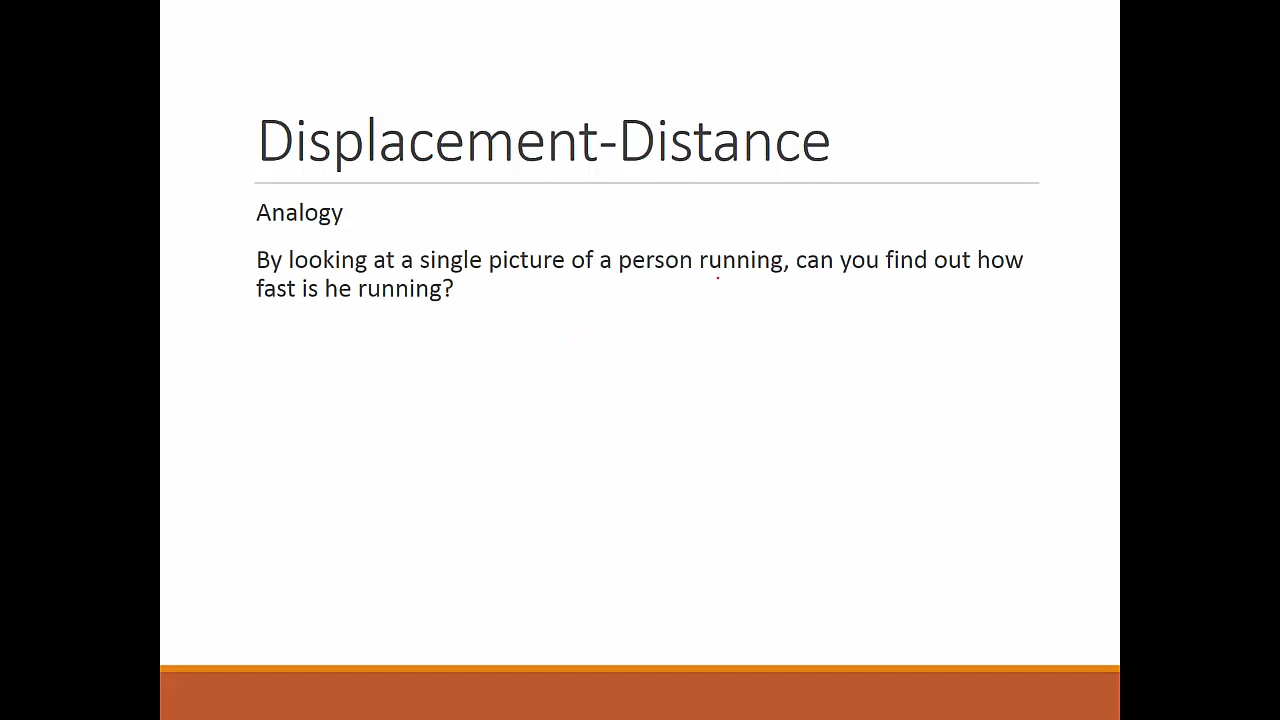 Displacement-Distance
Analogy
By looking at a single picture of a person running, can you find out how
fast is he running?